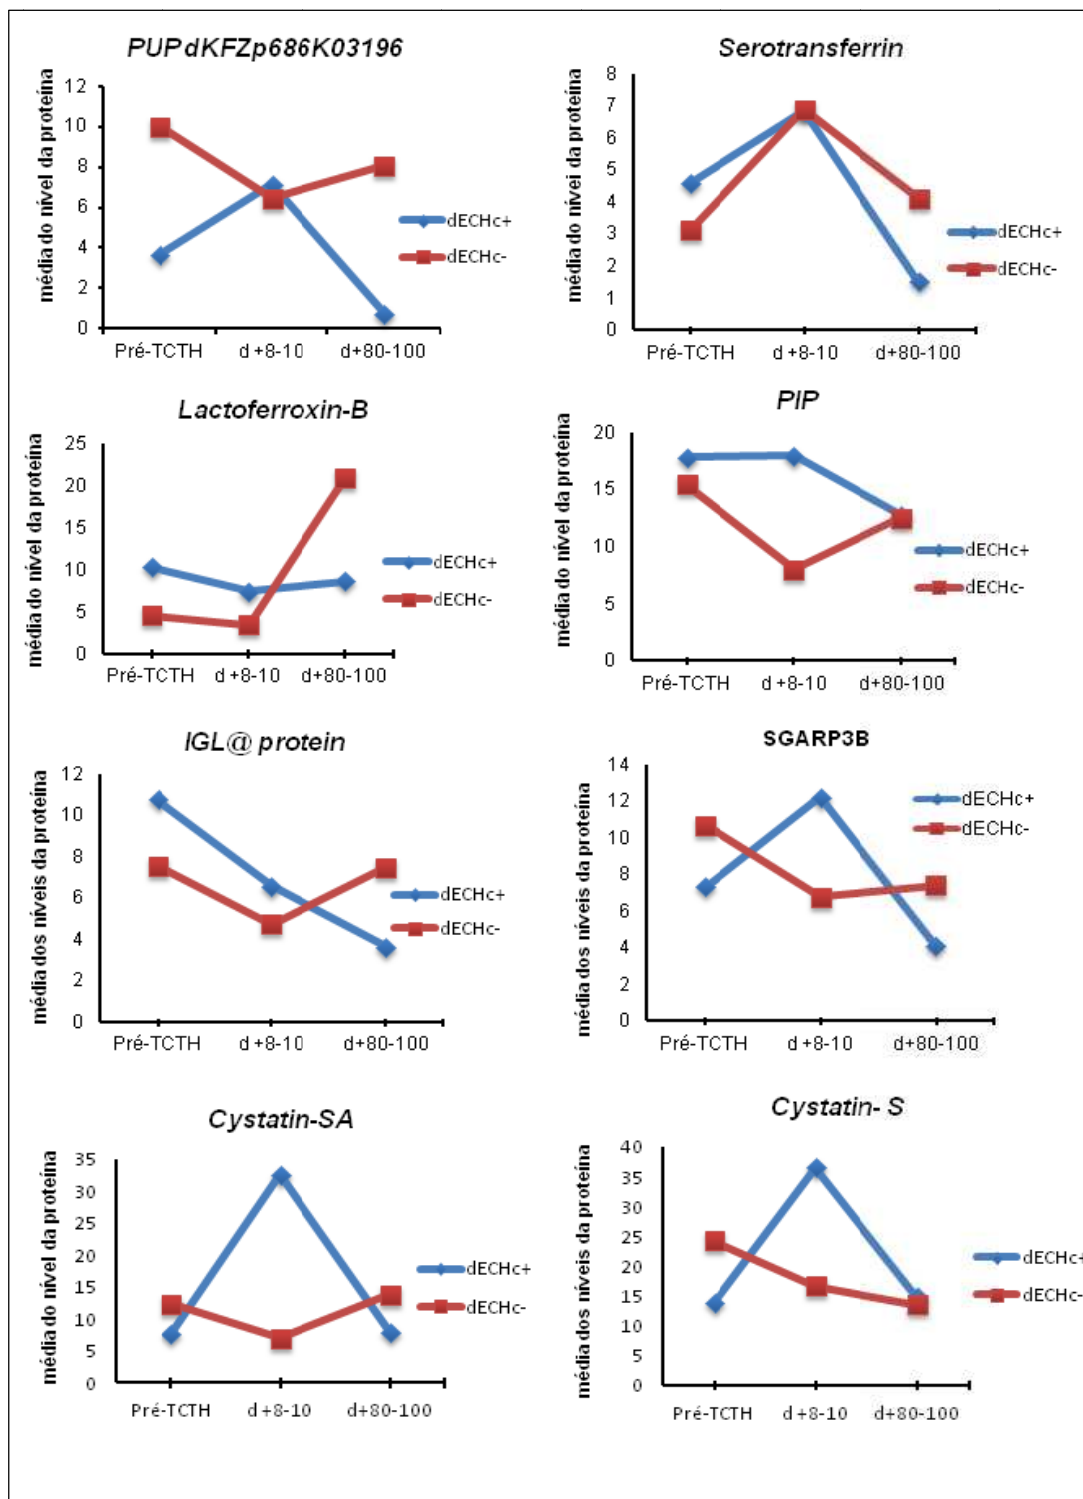 PUPdKFZp686K03196
média do nível da proteína
12
10
8
6
4
2
0
Pré-TCTH d +8-10 d+80-100
dECHc+
dECHc-
Serotransferrin
média do nível da proteína
8
7
6
5
4
3
2
1
0
Pré-TCTH d +8-10 d+80-100
dECHc+
dECHc-
Lactoferroxin-B
média do nível da proteína
25
20
15
10
5
0
Pré-TCTH d +8-10 d+80-100
dECHc+
dECHc-
PIP
média do nível da proteína
20
15
10
5
0
Pré-TCTH d +8-10 d+80-100
dECHc+
dECHc-
IGL@ protein
média dos níveis da proteína
12
10
8
6
4
2
0
Pré-TCTH d +8-10 d+80-100
dECHc+
dECHc-
SGARP3B
média dos níveis da proteína
14
12
10
8
6
4
2
0
Pré-TCTH d +8-10 d+80-100
dECHc+
dECHc-
Cystatin-SA
média do nível da proteína
35
30
25
20
15
10
5
0
Pré-TCTH d +8-10 d+80-100
dECHc+
dECHc-
Cystatin- S
média dos níveis da proteína
40
35
30
25
20
15
10
5
0
Pré-TCTH d +8-10 d+80-100
dECHc+
dECHc-